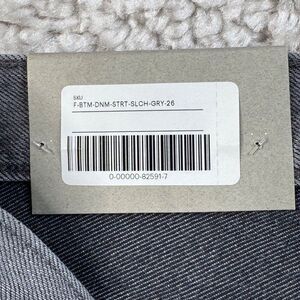 SKU
F-BTM-DNM-STRT-SLCH-GRY-26
0-00000-82591-7